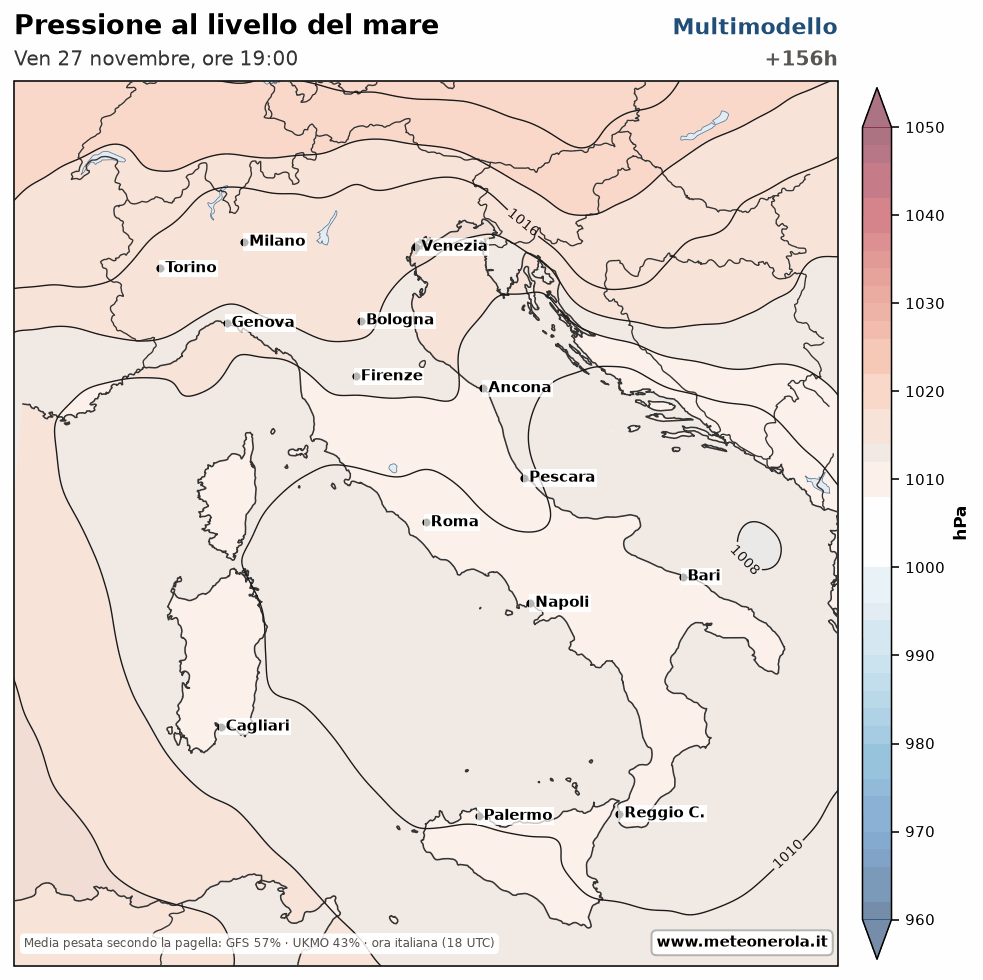 Pressione al livello del mare
Multimodello
Ven 27 novembre, ore 19:00
+156h
1050
1040
1030
1020
1010
1000
990
980
970
960
hPa
1016
Milano
Venezia
Torino
Genova
Bologna
Firenze
Ancona
Pescara
Roma
1008
Bari
Napoli
Cagliari
Palermo
Reggio C.
1010
Media pesata secondo la pagella: GFS 57% · UKMO 43% · ora italiana (18 UTC)
www.meteonerola.it